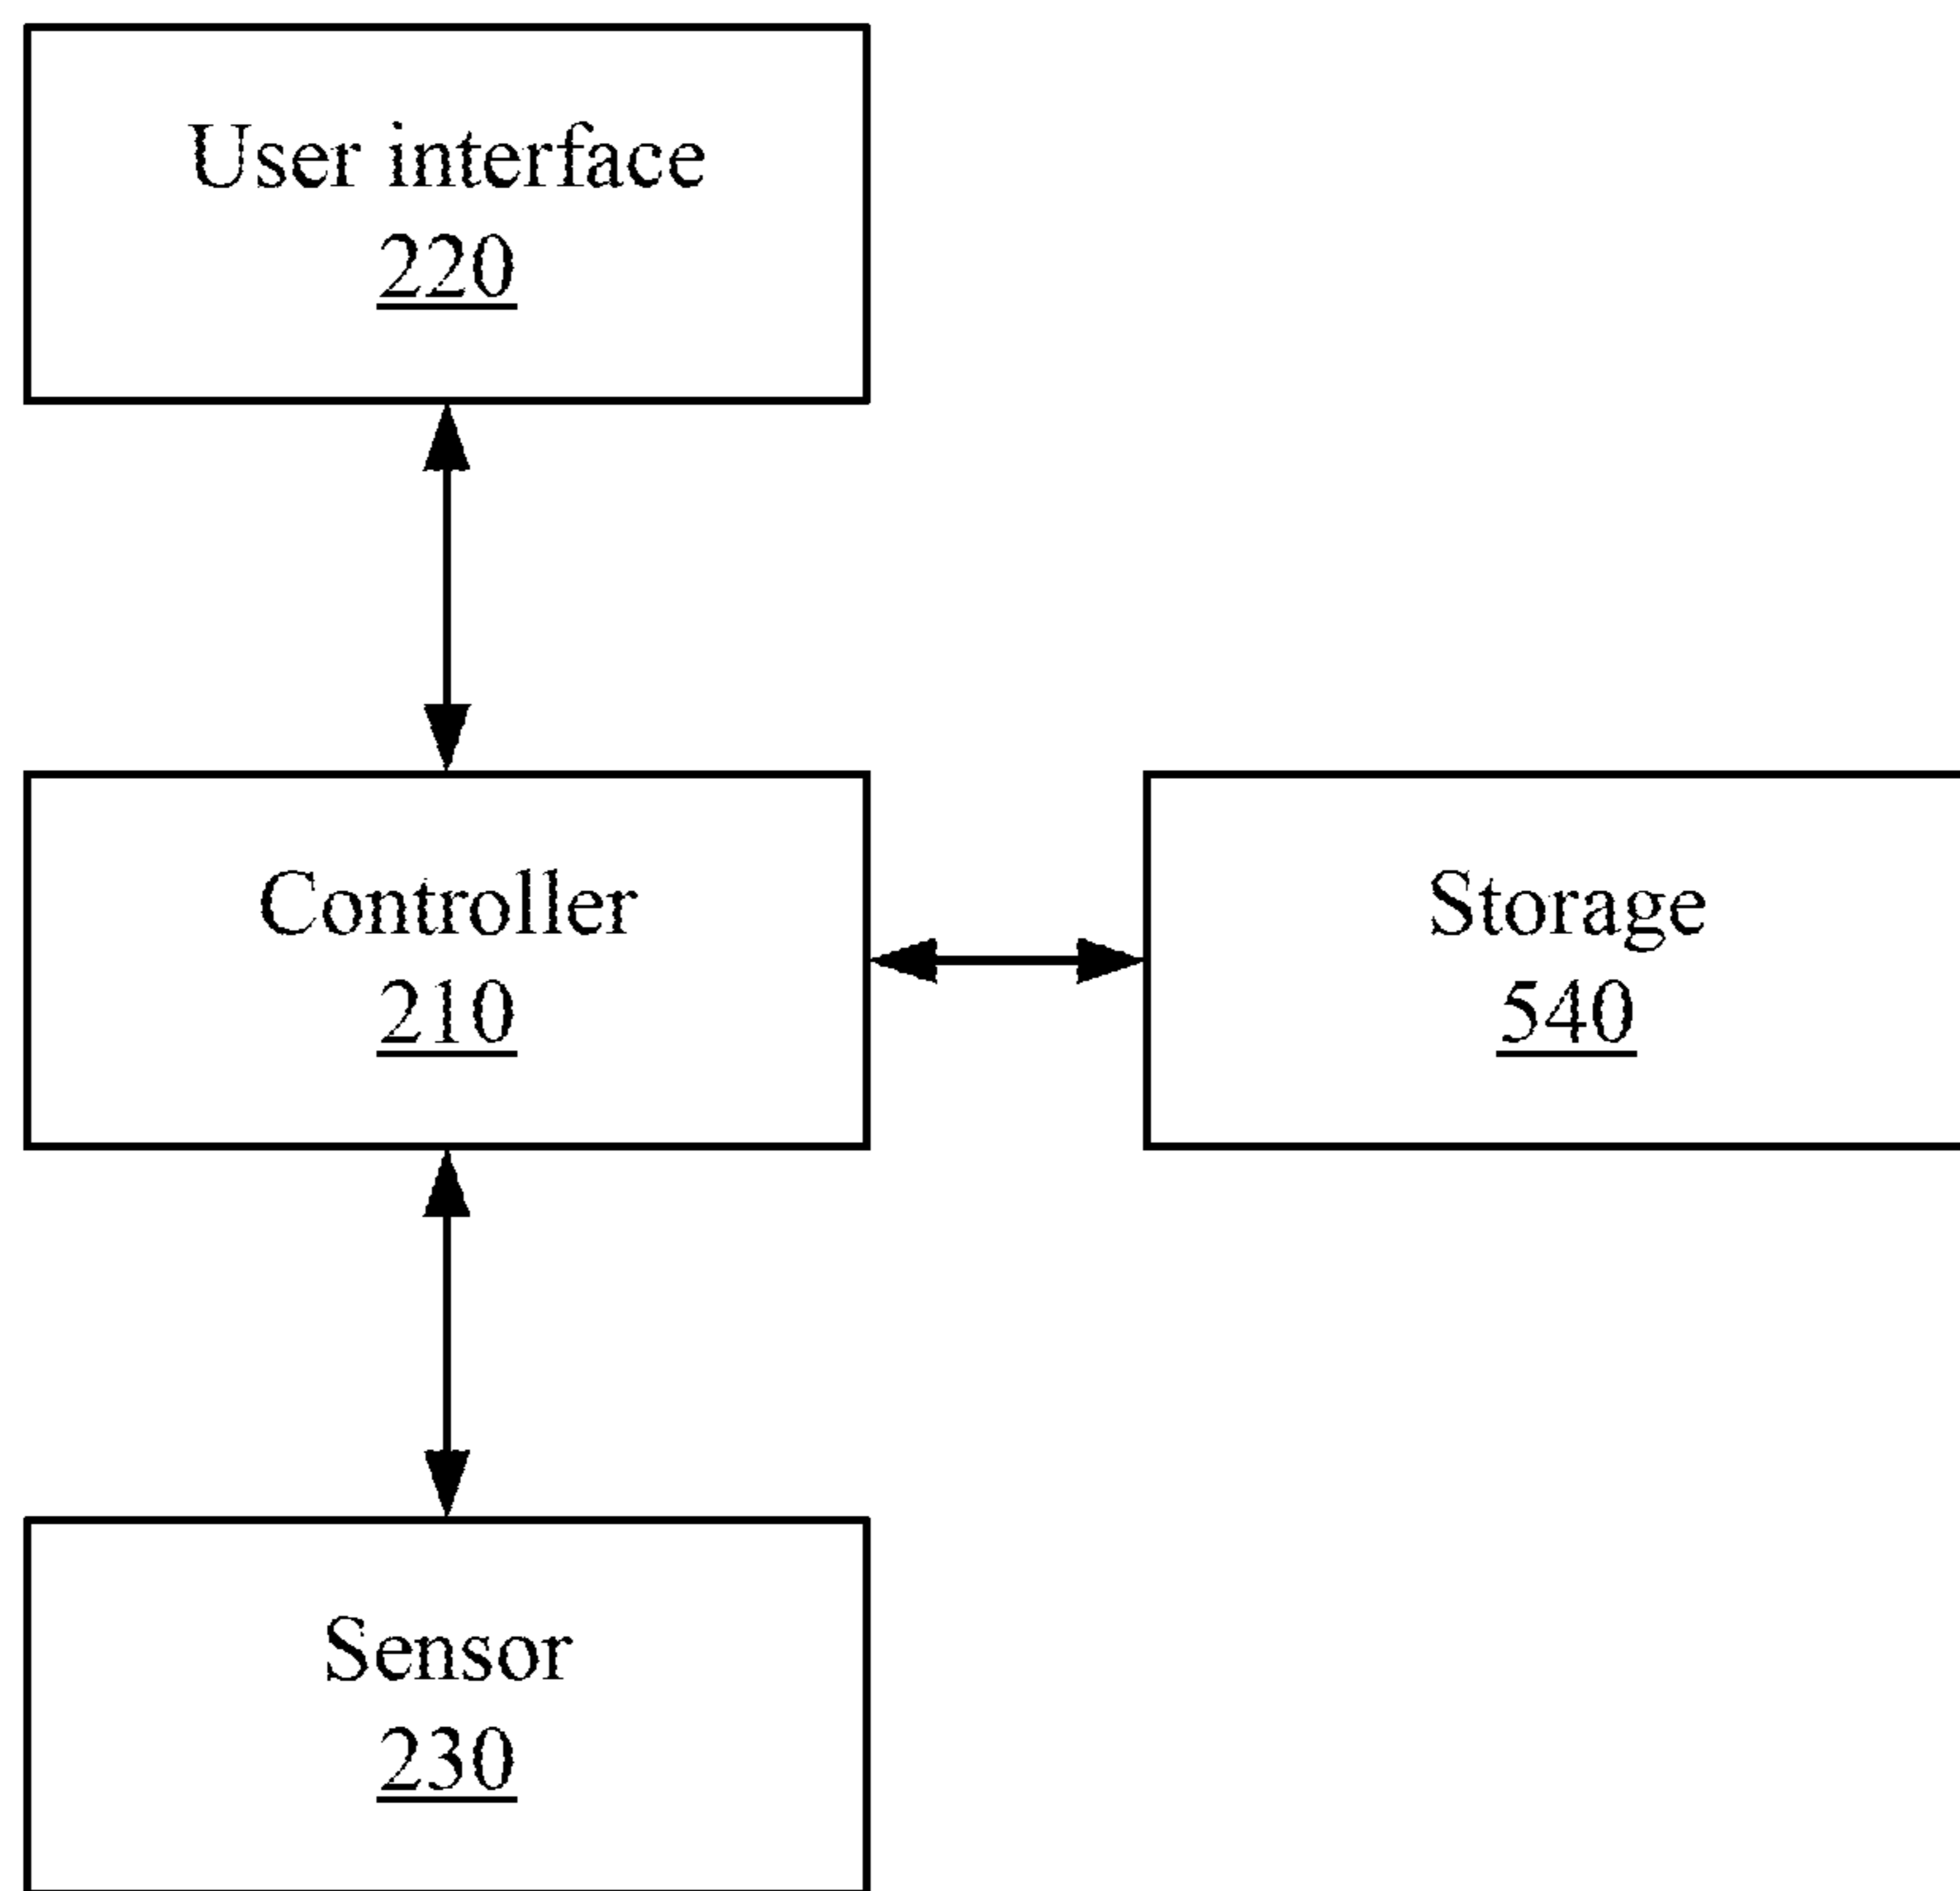 User interface
220
Controller
210
Storage
540
Sensor
230